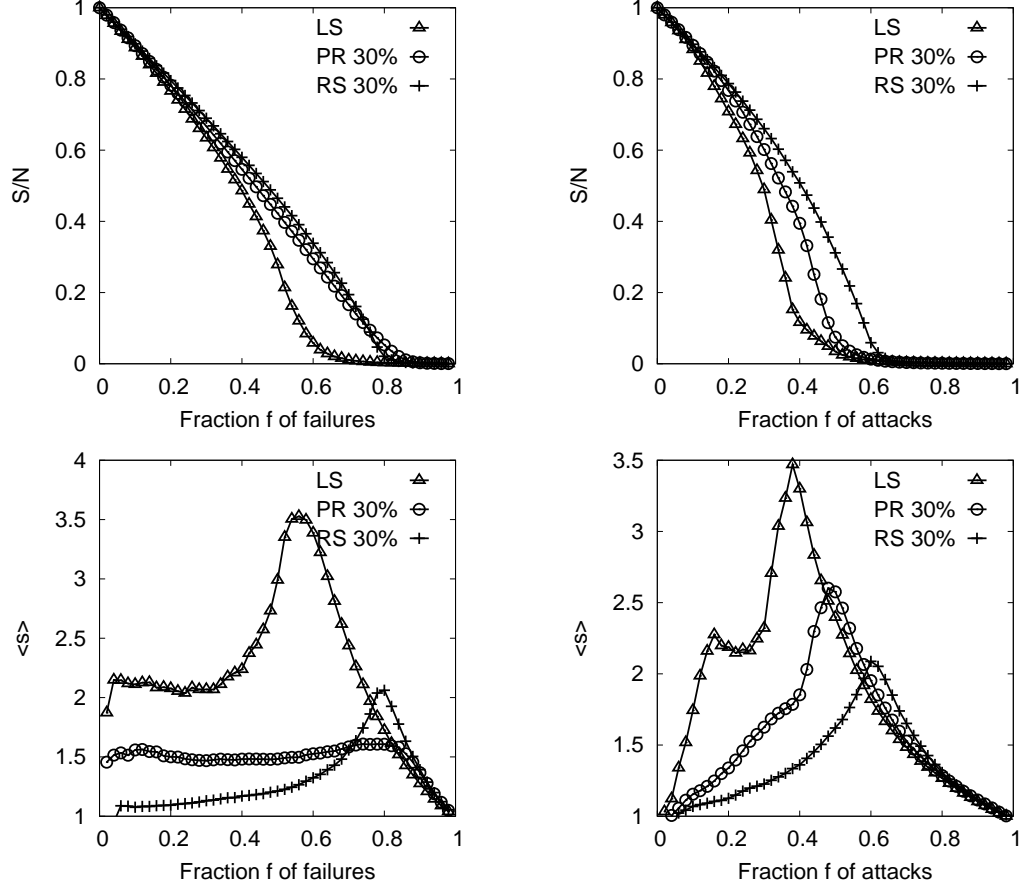 1
0.8
0.6
0.4
0.2
0
S/N
0 0.2 0.4 0.6 0.8 1
Fraction f of failures
LS
PR 30%
RS 30%
1
0.8
0.6
0.4
0.2
0
S/N
0 0.2 0.4 0.6 0.8 1
Fraction f of attacks
LS
PR 30%
RS 30%
4
3.5
3
2.5
2
1.5
1
<s>
0 0.2 0.4 0.6 0.8 1
Fraction f of failures
LS
PR 30%
RS 30%
3.5
3
2.5
2
1.5
1
<s>
0 0.2 0.4 0.6 0.8 1
Fraction f of attacks
LS
PR 30%
RS 30%